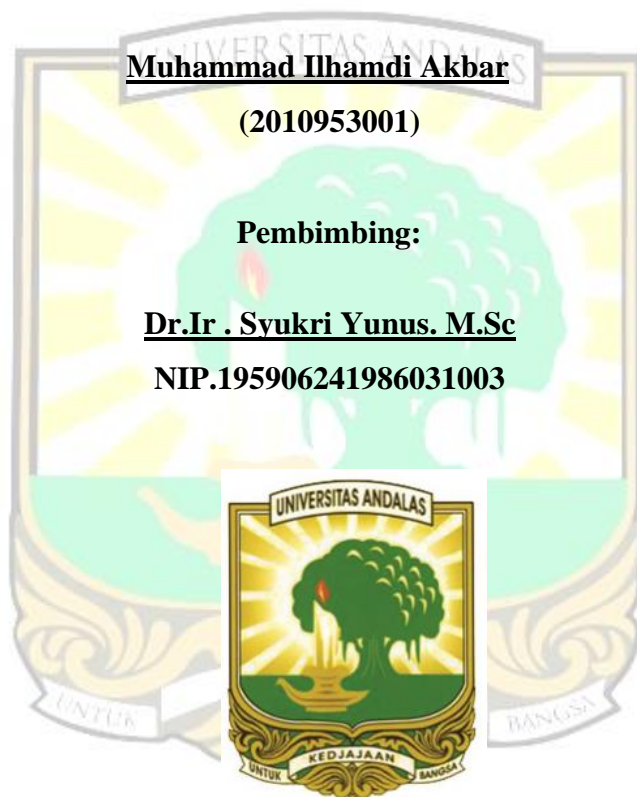 UNIVERSITAS ANDALAS
Muhammad Ilhamdi Akbar
(2010953001)
Pembimbing:
Dr.Ir . Syukri Yunus. M.Sc
NIP.195906241986031003
UNIVERSITAS ANDALAS
UNTUK KEDJAJAAN BANGSA
UNTUK BANGSA